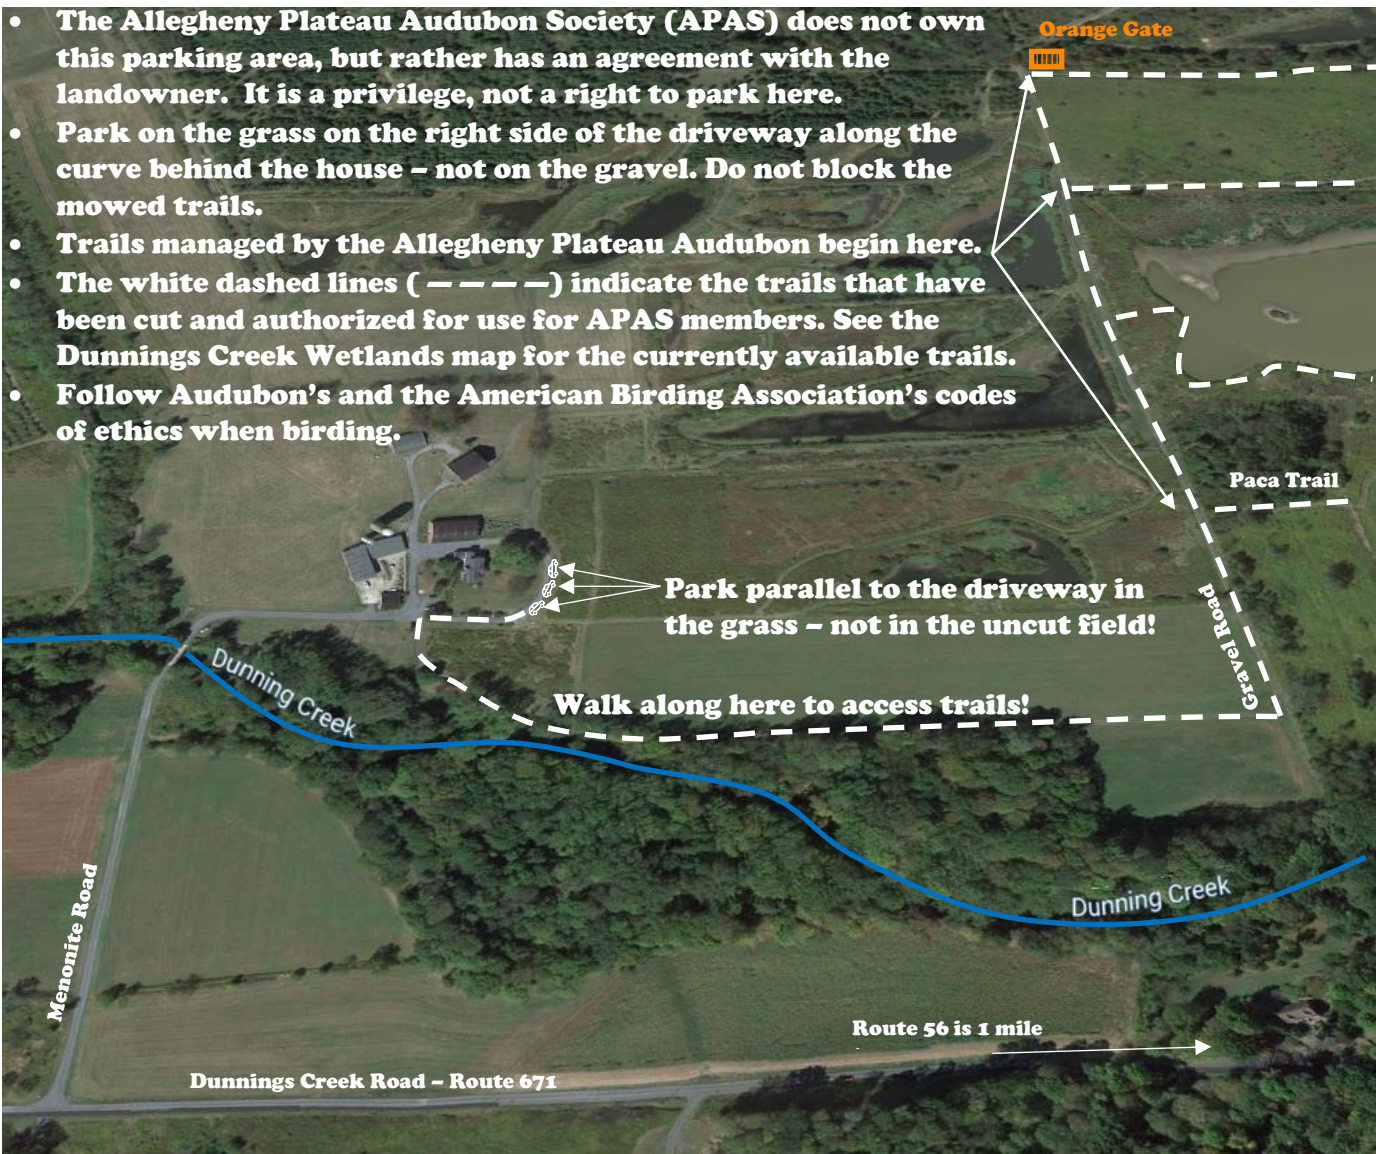 • The Allegheny Plateau Audubon Society (APAS) does not own
this parking area, but rather has an agreement with the
landowner.  It is a privilege, not a right to park here.
• Park on the grass on the right side of the driveway along the
curve behind the house – not on the gravel. Do not block the
mowed trails.
• Trails managed by the Allegheny Plateau Audubon begin here.
• The white dashed lines ( — — — —) indicate the trails that have
been cut and authorized for use for APAS members. See the
Dunnings Creek Wetlands map for the currently available trails.
• Follow Audubon’s and the American Birding Association’s codes
of ethics when birding.
Orange Gate
Paca Trail
Park parallel to the driveway in
the grass – not in the uncut field!
Gravel Road
Dunning Creek
Walk along here to access trails!
Menonite Road
Dunning Creek
Route 56 is 1 mile
Dunnings Creek Road – Route 671